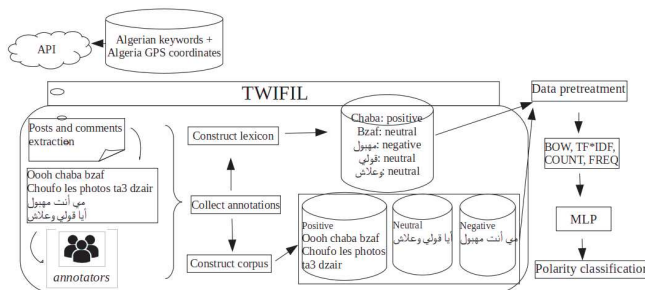 API
Algerian keywords +
Algeria GPS coordinates
TWIFIL
Posts and comments
extraction
Oooh chaba bzaf
Choufo les photos ta3 dzair
مي أنت مهبول
أيا قولي وعلاش
annotators
Construct lexicon
Collect annotations
Construct corpus
Chaba: positive
Bzaf: neutral
مهبول: negative
قولي: neutral
وعلاش: neutral
Positive
Oooh chaba bzaf
Choufo les photos
ta3 dzair
Neutral
أيا قولي وعلاش
Negative
مي أنت مهبول
Data pretreatment
BOW, TF*IDF,
COUNT, FREQ
MLP
Polarity classification